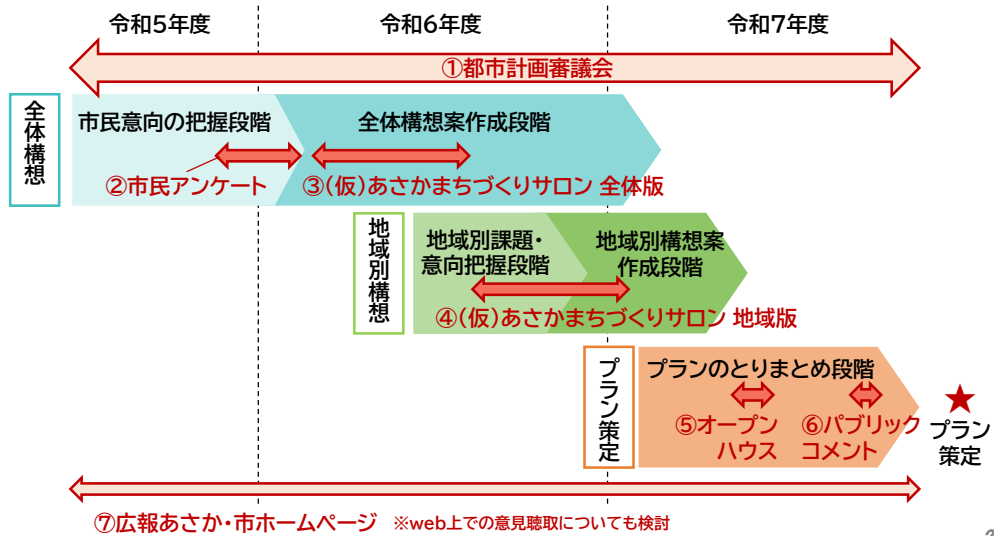 令和5年度
令和6年度
令和7年度
①都市計画審議会
全体構想
市民意向の把握段階
全体構想案作成段階
②市民アンケート
③(仮)あさかまちづくりサロン 全体版
地域別構想
地域別課題・
意向把握段階
地域別構想案
作成段階
④(仮)あさかまちづくりサロン 地域版
プラン策定
プランのとりまとめ段階
⑤オープン
ハウス
⑥パブリック
コメント
プラン
策定
⑦広報あさか・市ホームページ ※web上での意見聴取についても検討